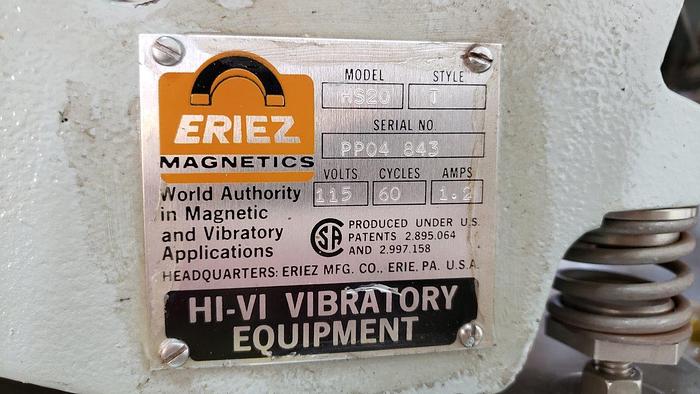 ERIEZ
MAGNETICS
World Authority
in Magnetic
and Vibratory
Applications
MODEL STYLE
HS20 T
SERIAL NO.
PP04 843
VOLTS CYCLES AMPS
115 60 1.2
CSA
PRODUCED UNDER U.S.
PATENTS 2.895.064
AND 2.997.158
HEADQUARTERS: ERIEZ MFG. CO., ERIE. PA. U.S.A.
HI-VI VIBRATORY
EQUIPMENT